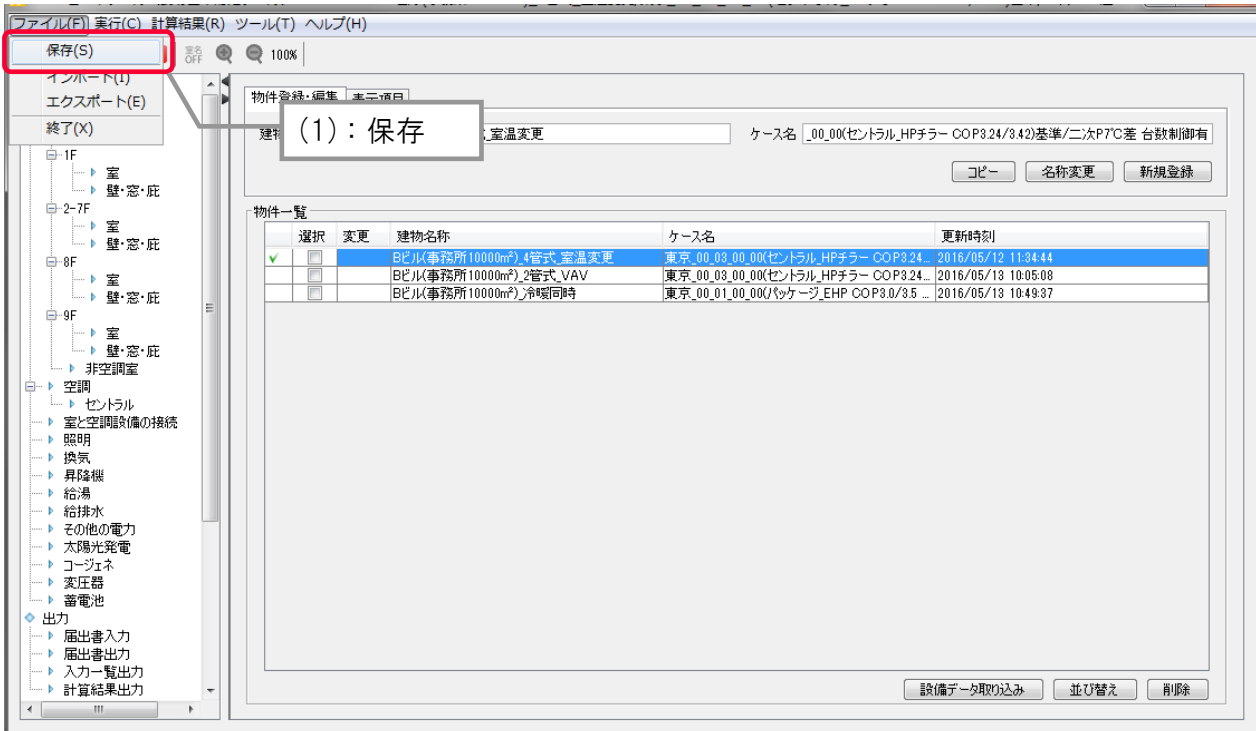 ファイル(F) 実行(C) 計算結果(R) ツール(T) ヘルプ(H)
保存(S)
インポート(I)
エクスポート(E)
終了(X)
室名
OFF
100%
(1)：保存
物件登録・編集 表示項目
室温変更
ケース名 _00_00(セントラル_HPチラー COP3.24/3.42)基準/二次P7℃差 台数制御有
コピー 名称変更 新規登録
1F
室
壁・窓・庇
2-7F
室
壁・窓・庇
8F
室
壁・窓・庇
9F
室
壁・窓・庇
非空調室
空調
セントラル
室と空調設備の接続
照明
換気
昇降機
給湯
給排水
その他の電力
太陽光発電
コージェネ
変圧器
蓄電池
出力
届出書入力
届出書出力
入力一覧出力
計算結果出力
物件一覧
選択 変更 建物名称 ケース名 更新時刻
Bビル(事務所10000㎡)_4管式_室温変更 東京_00_03_00_00(セントラル_HPチラー COP3.24... 2016/05/12 11:34:44
Bビル(事務所10000㎡)_2管式_VAV 東京_00_03_00_00(セントラル_HPチラー COP3.24... 2016/05/13 10:05:08
Bビル(事務所10000㎡)_冷暖同時 東京_00_01_00_00(パッケージ_EHP COP3.0/3.5 ... 2016/05/13 10:49:37
設備データ取り込み 並び替え 削除